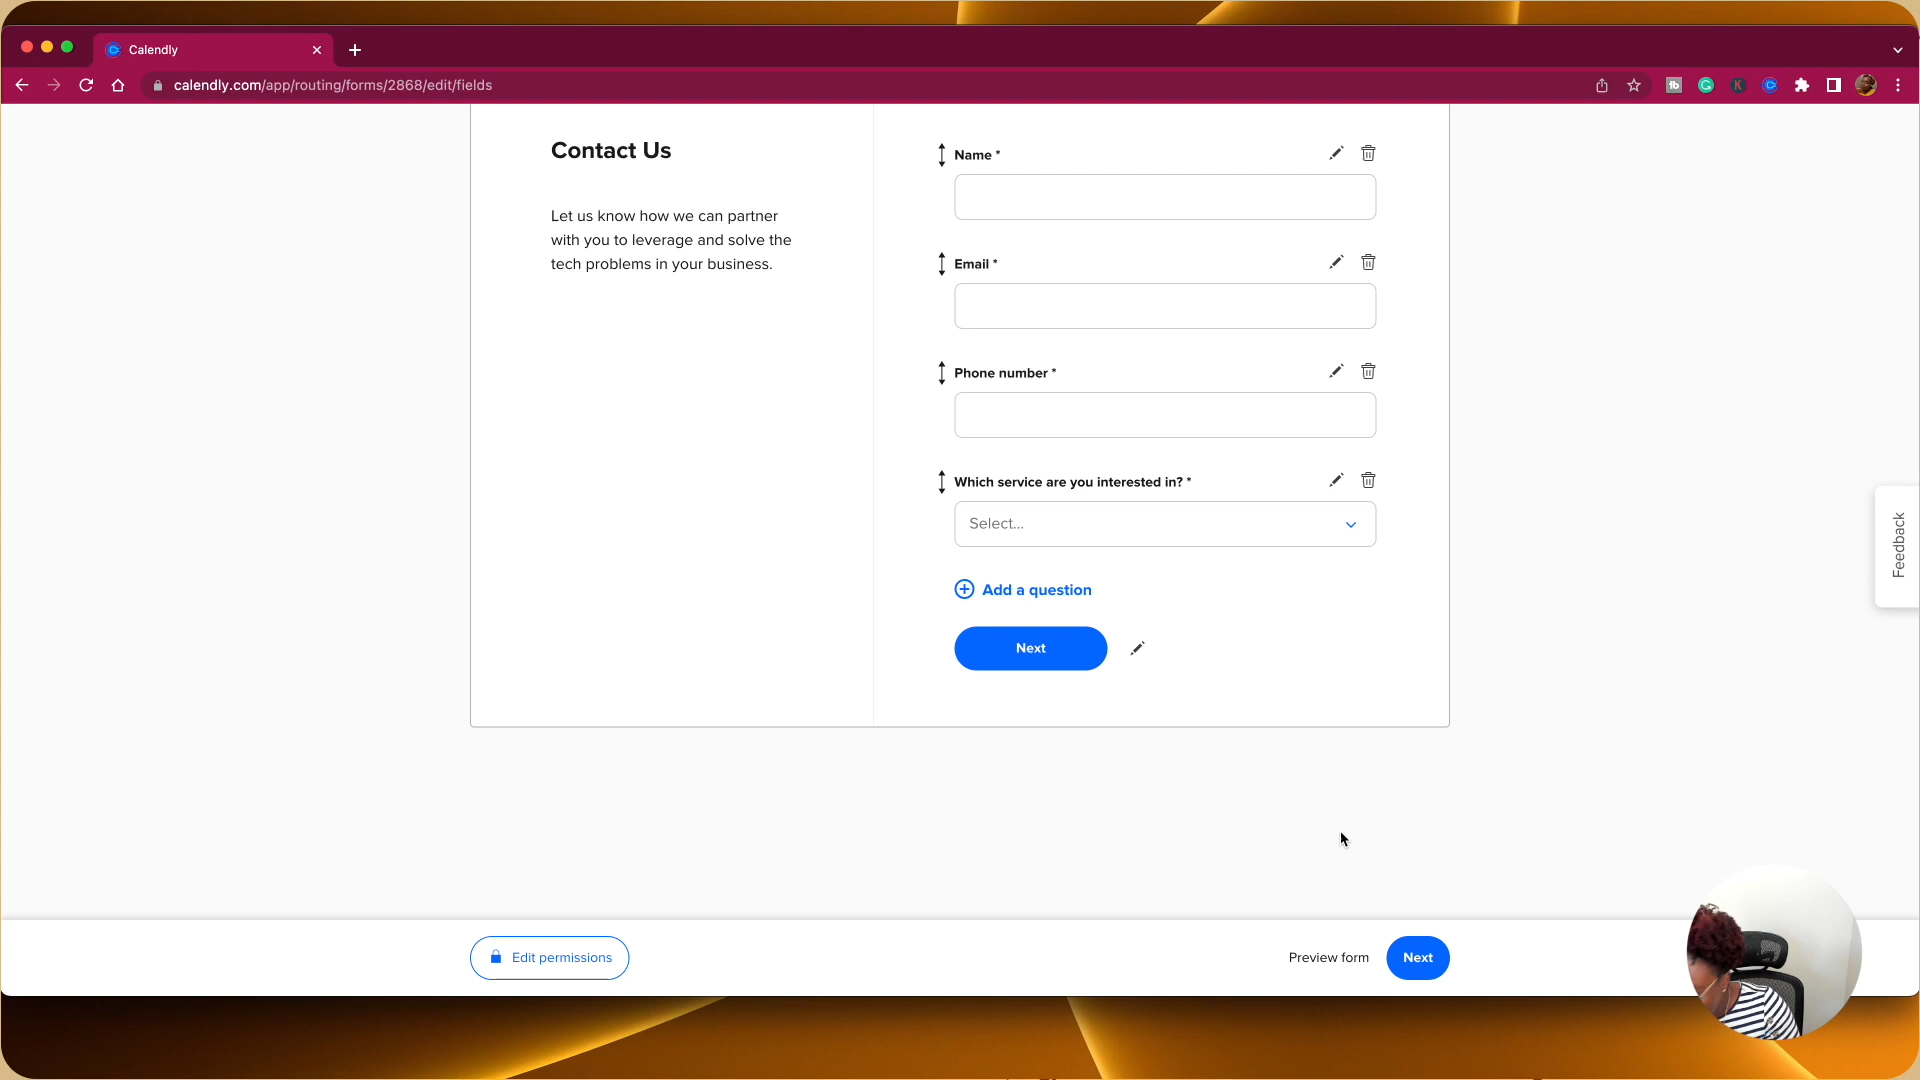 Calendly
calendly.com/app/routing/forms/2868/edit/fields
Contact Us
Let us know how we can partner
with you to leverage and solve the
tech problems in your business.
Name *
Email *
Phone number *
Which service are you interested in? *
Select...
Add a question
Next
Feedback
Edit permissions
Preview form
Next